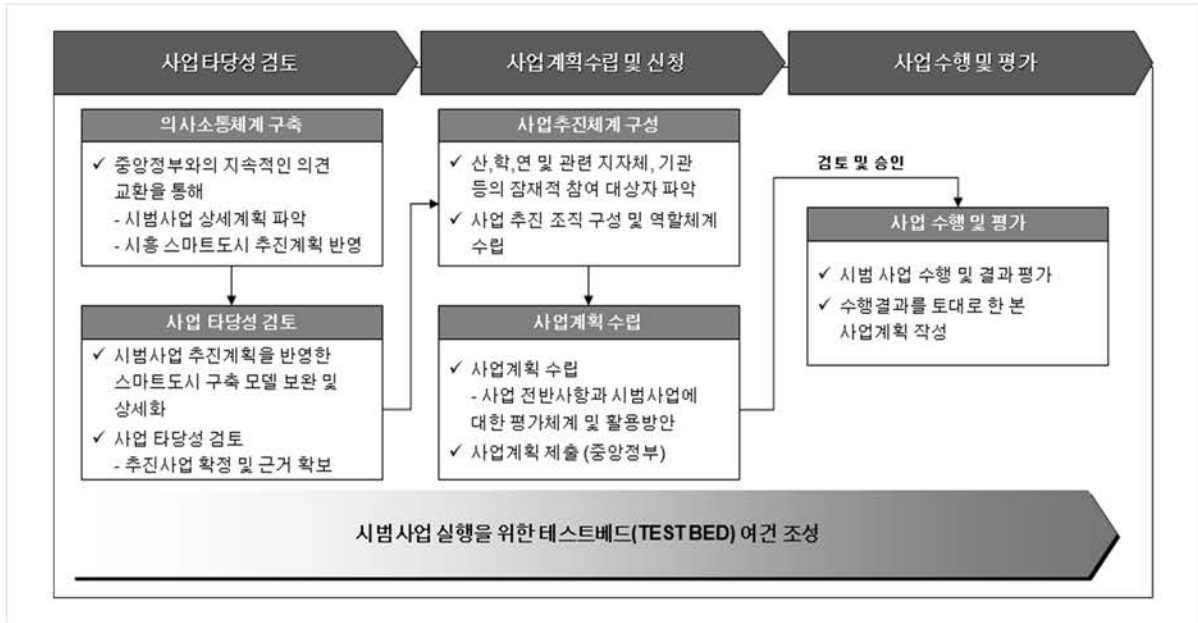 사업 타당성 검토
사업 계획수립 및 신청
사업 수행 및 평가
의사소통체계 구축
✓ 중앙정부와의 지속적인 의견
교환을 통해
- 시범사업 상세계획 파악
- 시흥 스마트도시 추진계획 반영
사업 타당성 검토
✓ 시범사업 추진계획을 반영한
스마트도시 구축 모델 보완 및
상세화
✓ 사업 타당성 검토
- 추진사업 확정 및 근거 확보
사업추진체계 구성
✓ 산,학,연 및 관련 지자체, 기관
등의 잠재적 참여 대상자 파악
✓ 사업 추진 조직 구성 및 역할체계
수립
사업계획 수립
✓ 사업계획 수립
- 사업 전반사항과 시범사업에
대한 평가체계 및 활용방안
✓ 사업계획 제출 (중앙정부)
검토 및 승인
사업 수행 및 평가
✓ 시범 사업 수행 및 결과 평가
✓ 수행결과를 토대로 한 본
사업계획 작성
시범사업 실행을 위한 테스트베드(TEST BED) 여건 조성